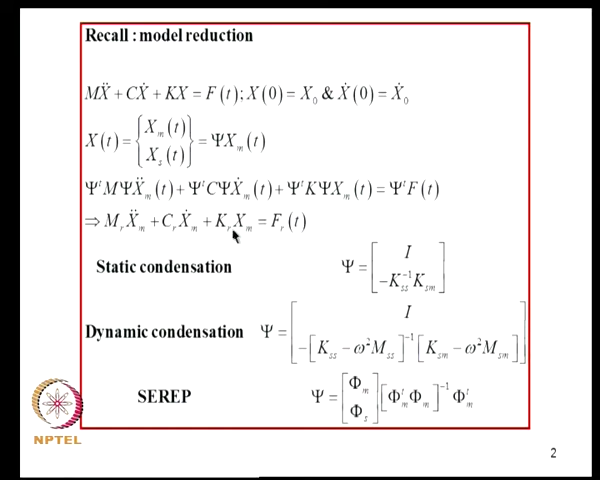 Recall : model reduction
MẌ + CẊ + KX = F(t); X(0) = X₀ & Ẋ(0) = Ẋ₀
X(t) = { Xₘ(t) Xₛ(t) } = ΨXₘ(t)
ΨᵗMΨẌₘ(t) + ΨᵗCΨẊₘ(t) + ΨᵗKΨXₘ(t) = ΨᵗF(t)
⇒ MᵣẌₘ + CᵣẊₘ + KᵣXₘ = Fᵣ(t)
Static condensation Ψ = [ I −Kₛₛ⁻¹Kₛₘ ]
Dynamic condensation Ψ = [ I −[Kₛₛ − ω²Mₛₛ]⁻¹[Kₛₘ − ω²Mₛₘ] ]
SEREP Ψ = [ Φₘ Φₛ ] [ΦₘᵗΦₘ]⁻¹Φₘᵗ
NPTEL
2